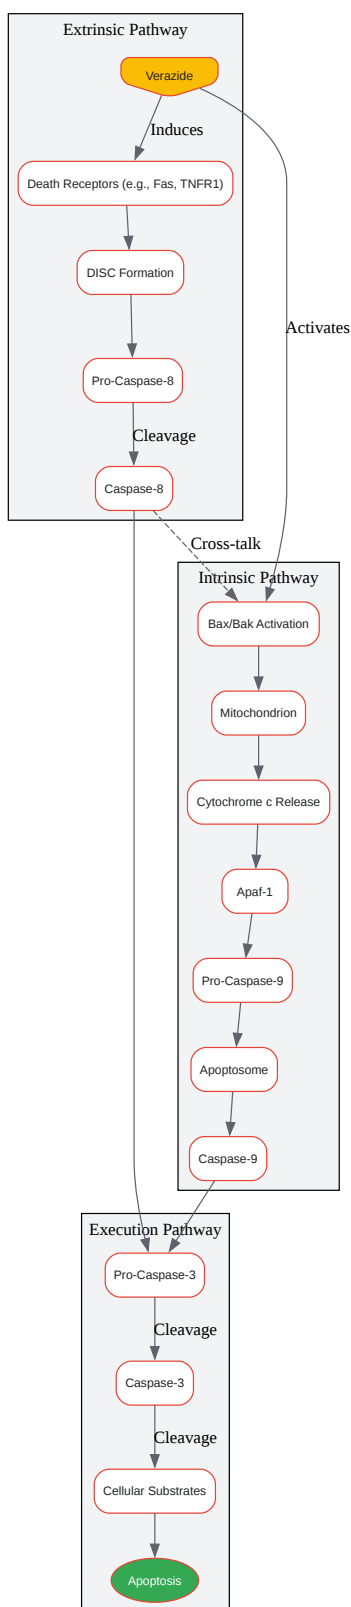 Extrinsic Pathway
Verazide
Induces
Death Receptors (e.g., Fas, TNFR1)
DISC Formation
Activates
Pro-Caspase-8
Cleavage
Caspase-8
Cross-talk
Intrinsic Pathway
Bax/Bak Activation
Mitochondrion
Cytochrome c Release
Apaf-1
Pro-Caspase-9
Apoptosome
Caspase-9
Execution Pathway
Pro-Caspase-3
Cleavage
Caspase-3
Cleavage
Cellular Substrates
Apoptosis